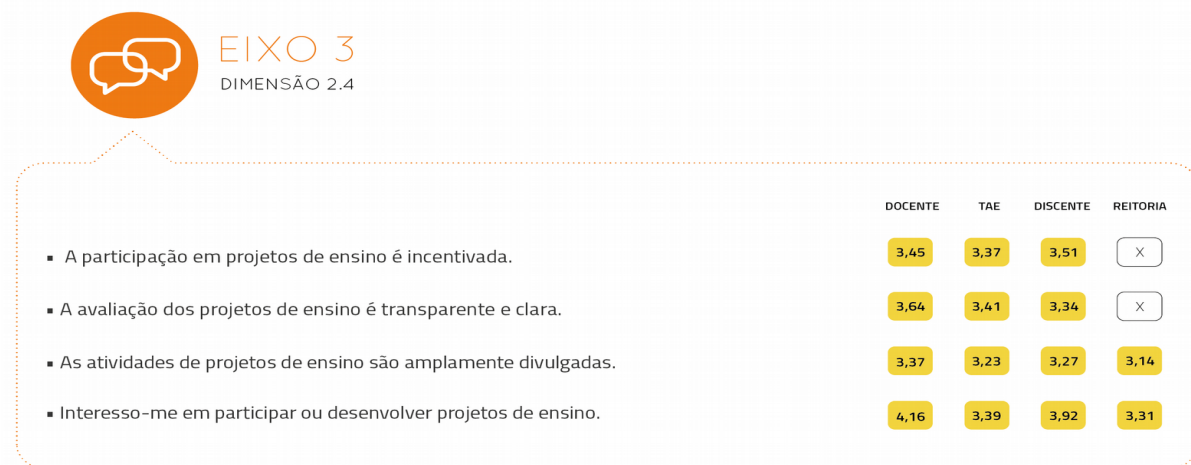 EIXO 3
DIMENSÃO 2.4
DOCENTE TAE DISCENTE REITORIA
▪ A participação em projetos de ensino é incentivada. 3,45 3,37 3,51 X
▪ A avaliação dos projetos de ensino é transparente e clara. 3,64 3,41 3,34 X
▪ As atividades de projetos de ensino são amplamente divulgadas. 3,37 3,23 3,27 3,14
▪ Interesso-me em participar ou desenvolver projetos de ensino. 4,16 3,39 3,92 3,31